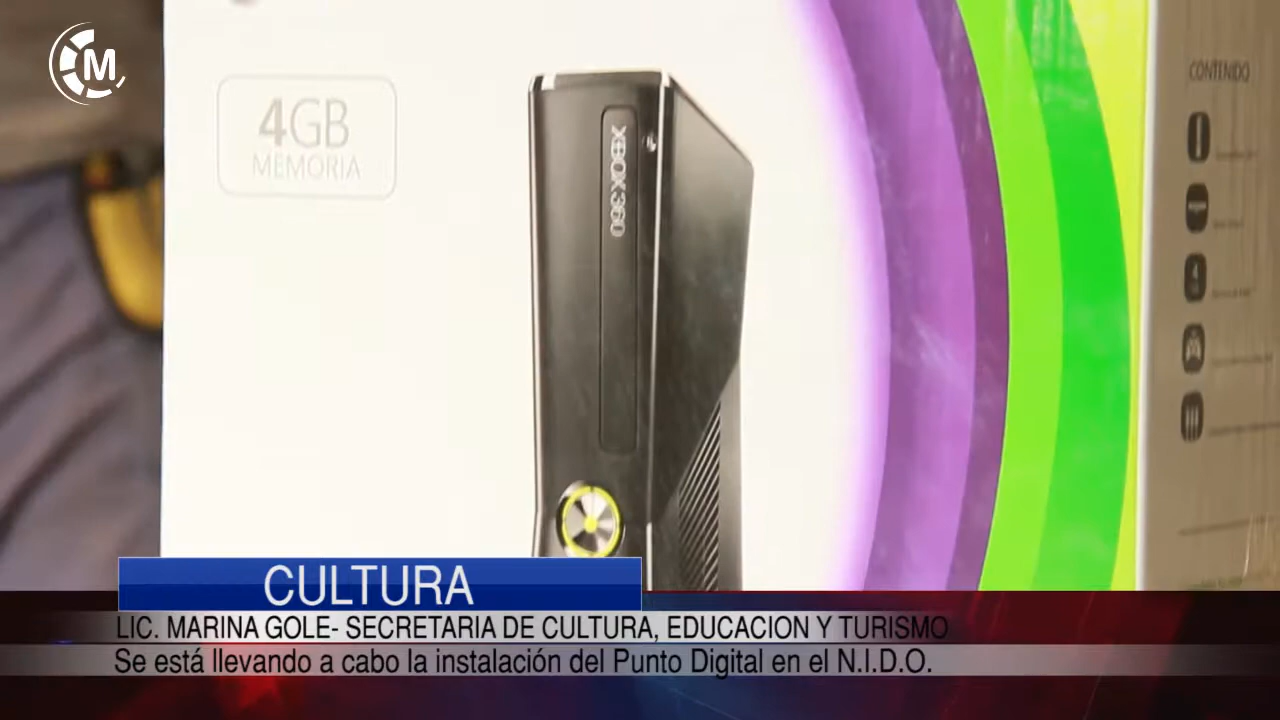 M
4GB
MEMORIA
XBOX 360
CONTENIDO
CULTURA
LIC. MARINA GOLE- SECRETARIA DE CULTURA, EDUCACION Y TURISMO
Se está llevando a cabo la instalación del Punto Digital en el N.I.D.O.